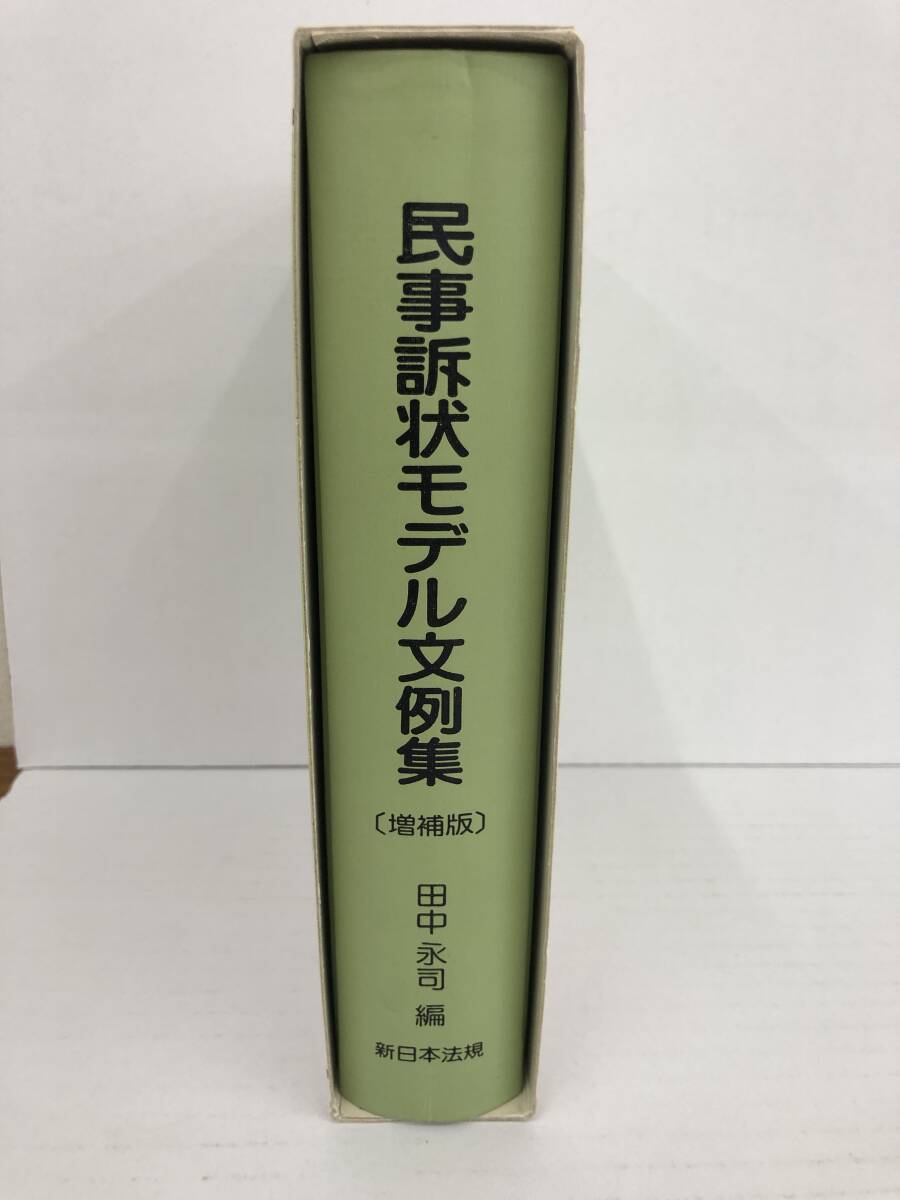 民事訴状モデル文例集
〔増補版〕
田中永司 編
新日本法規